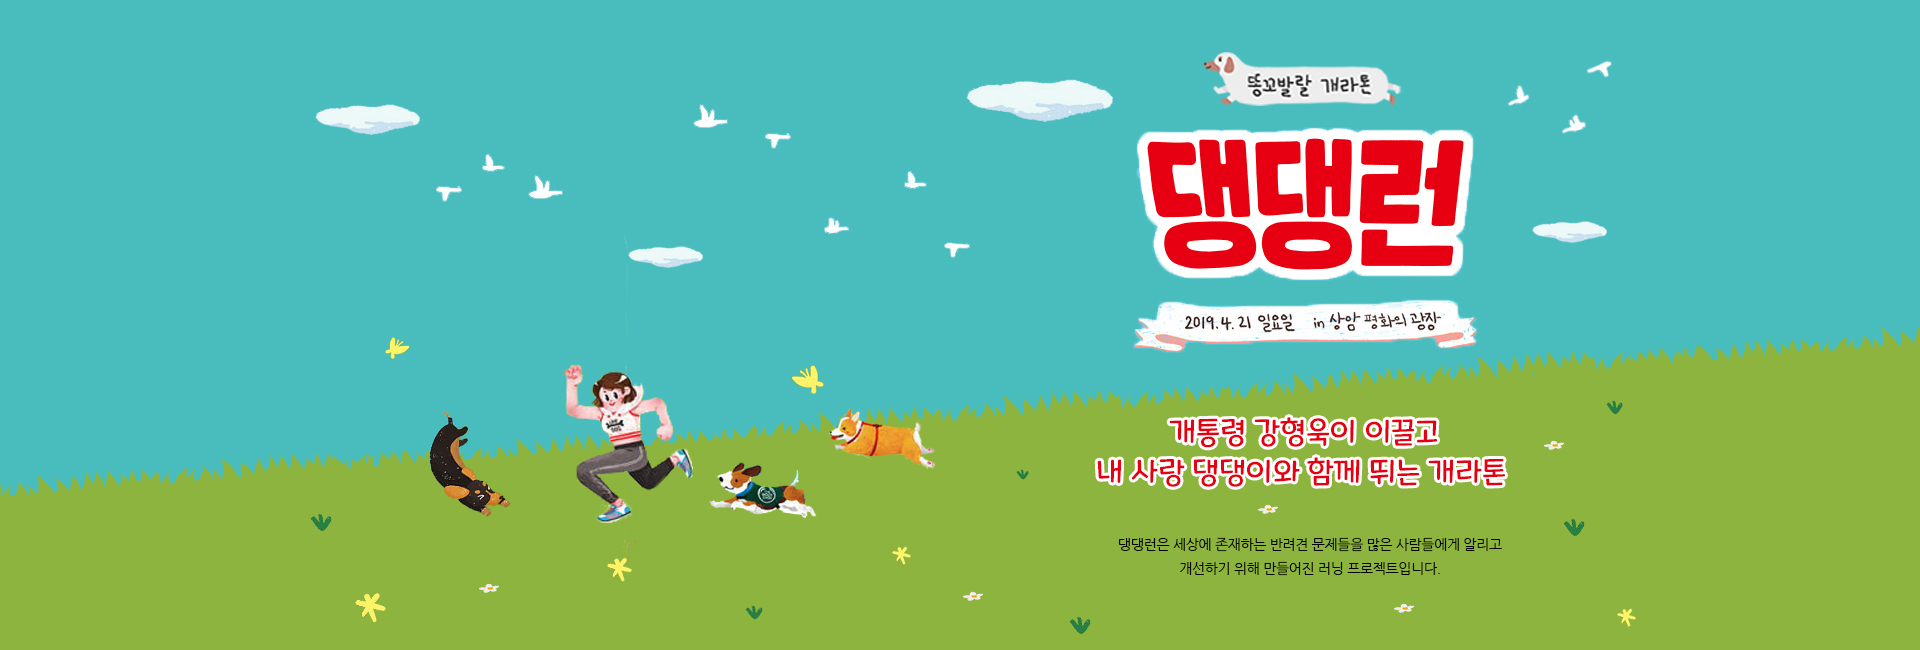 똥꼬발랄 개라톤
댕댕런
2019.4.21 일요일 in 상암 평화의 광장
개통령 강형욱이 이끌고
내 사랑 댕댕이와 함께 뛰는 개라톤
댕댕런은 세상에 존재하는 반려견 문제들을 많은 사람들에게 알리고
개선하기 위해 만들어진 러닝 프로젝트입니다.